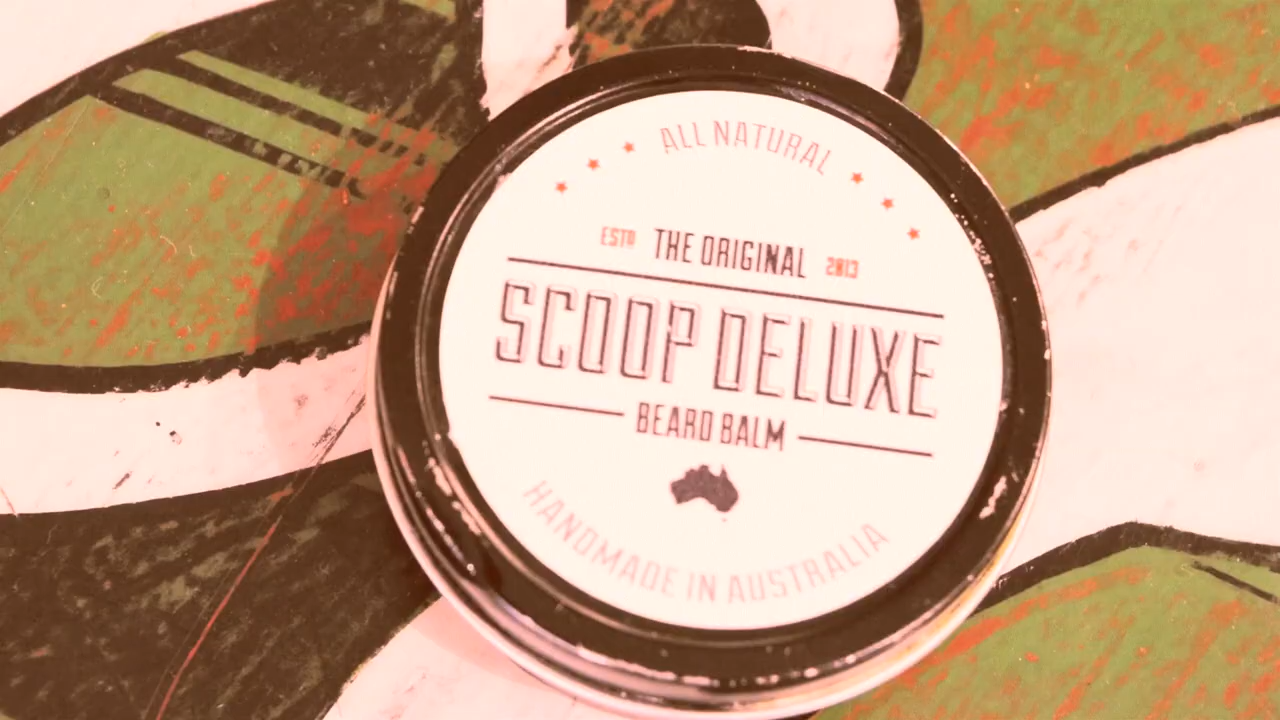 ALL NATURAL
ESTD THE ORIGINAL 2013
SCOOP DELUXE
BEARD BALM
HANDMADE IN AUSTRALIA